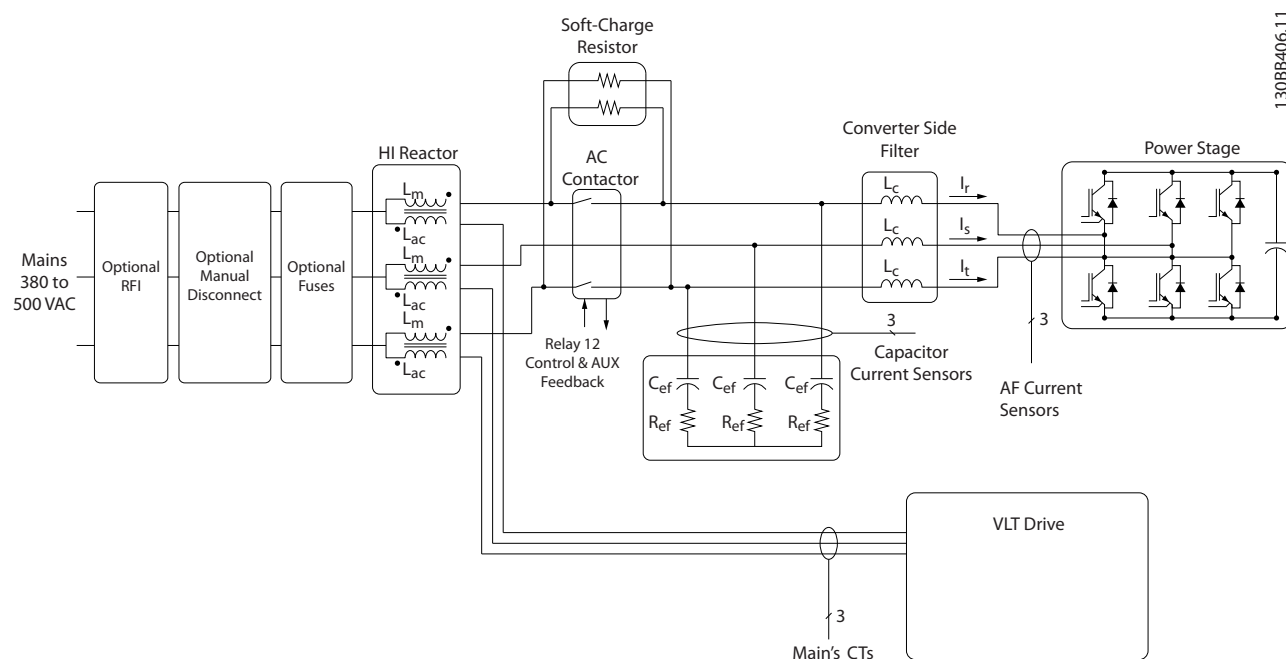 130BB406.11
Soft-Charge
Resistor
Converter Side
Filter
Power Stage
HI Reactor
AC
Contactor
Lm
Lac
Lm
Lac
Lm
Lac
Lc
Lc
Lc
Ir
Is
It
Mains
380 to
500 VAC
Optional
RFI
Optional
Manual
Disconnect
Optional
Fuses
Relay 12
Control & AUX
Feedback
3
Capacitor
Current Sensors
3
AF Current
Sensors
Cef
Cef
Cef
Ref
Ref
Ref
VLT Drive
3
Main's CTs